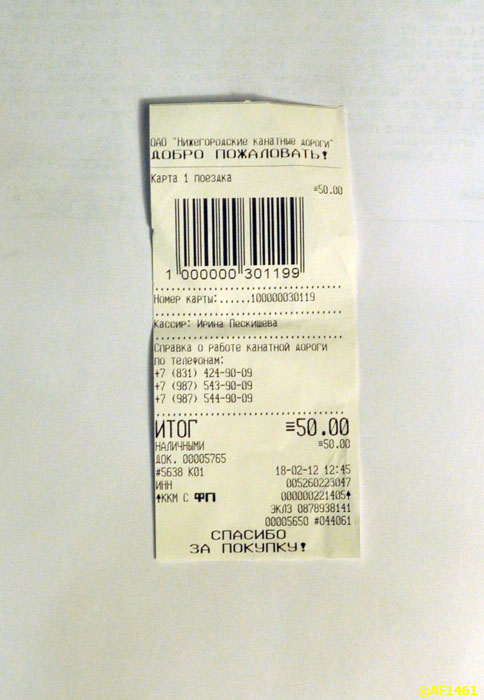 ОАО "Нижегородские канатные дороги"
ДОБРО ПОЖАЛОВАТЬ!
Карта 1 поездка
≡50.00
1 000000 301199
Номер карты:......100000030119
Кассир: Ирина Пескишева
Справка о работе канатной дороги
по телефонам:
+7 (831) 424-90-09
+7 (987) 543-90-09
+7 (987) 544-90-09
ИТОГ ≡50.00
НАЛИЧНЫМИ ≡50.00
ДОК. 00005765
#5638 К01 18-02-12 12:45
ИНН 005260223047
↑ККМ С ФП 000000221405↑
ЭКЛЗ 0878938141
00005650 #044061
СПАСИБО
ЗА ПОКУПКУ!
@AF1461